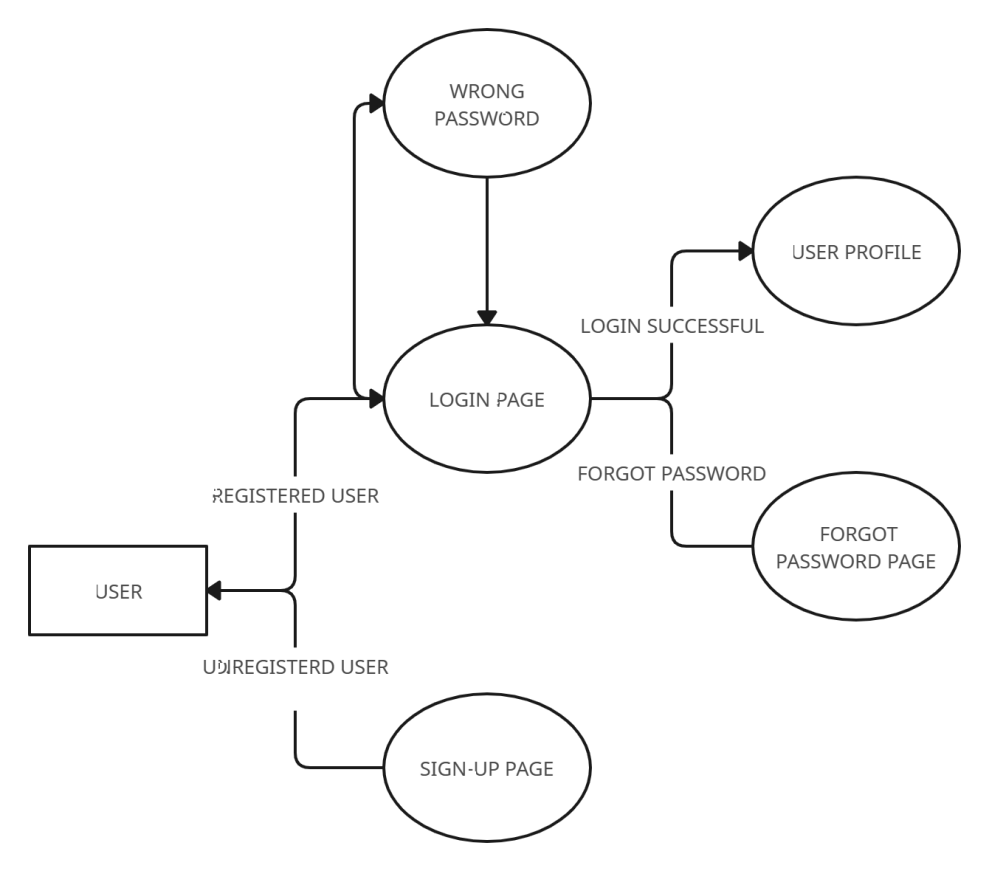 WRONG
PASSWORD
USER PROFILE
LOGIN SUCCESSFUL
LOGIN PAGE
FORGOT PASSWORD
REGISTERED USER
FORGOT
PASSWORD PAGE
USER
UNREGISTERD USER
SIGN-UP PAGE